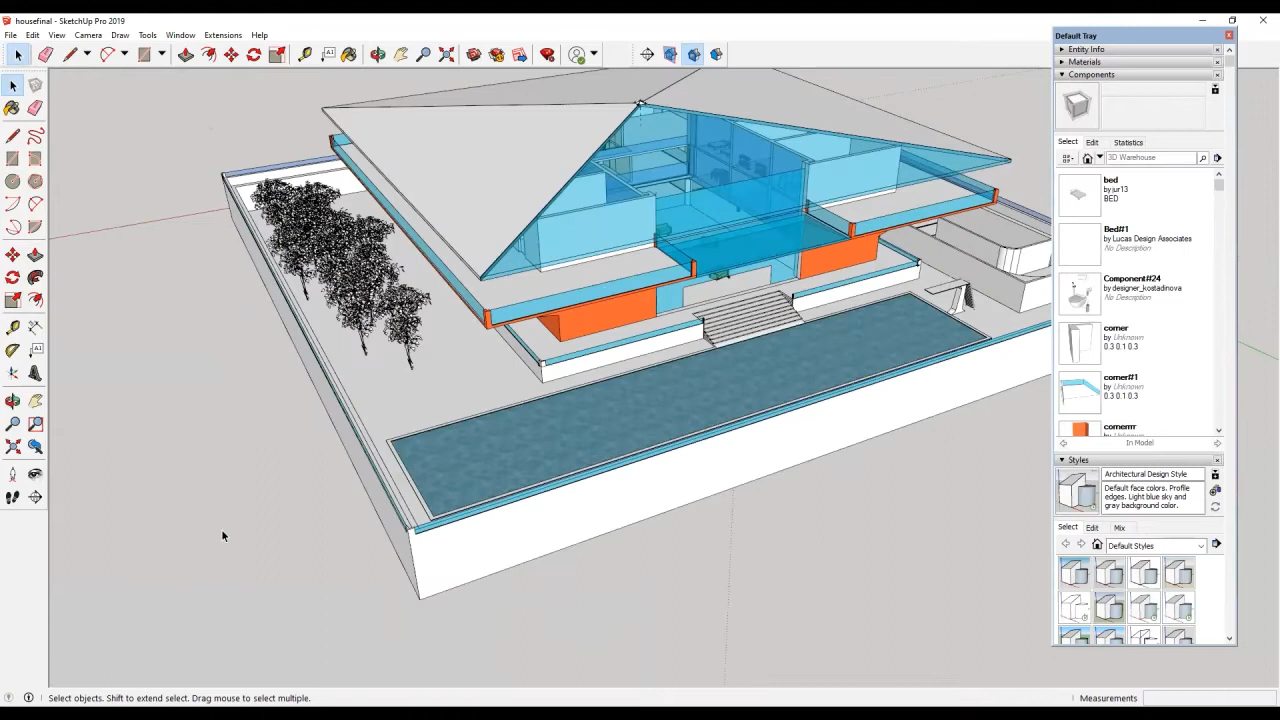 housefinal - SketchUp Pro 2019
File Edit View Camera Draw Tools Window Extensions Help
Default Tray
Entity Info
Materials
Components
Select Edit Statistics
3D Warehouse
bed
by jur13
BED
Bed#1
by Lucas Design Associates
No Description
Component#24
by designer_kostadinova
No Description
corner
by Unknown
0.3 0.1 0.3
corner#1
by Unknown
0.3 0.1 0.3
cornerrr
by Unknown
In Model
Styles
Architectural Design Style
Default face colors. Profile
edges. Light blue sky and
gray background color.
Select Edit Mix
Default Styles
Select objects. Shift to extend select. Drag mouse to select multiple.
Measurements